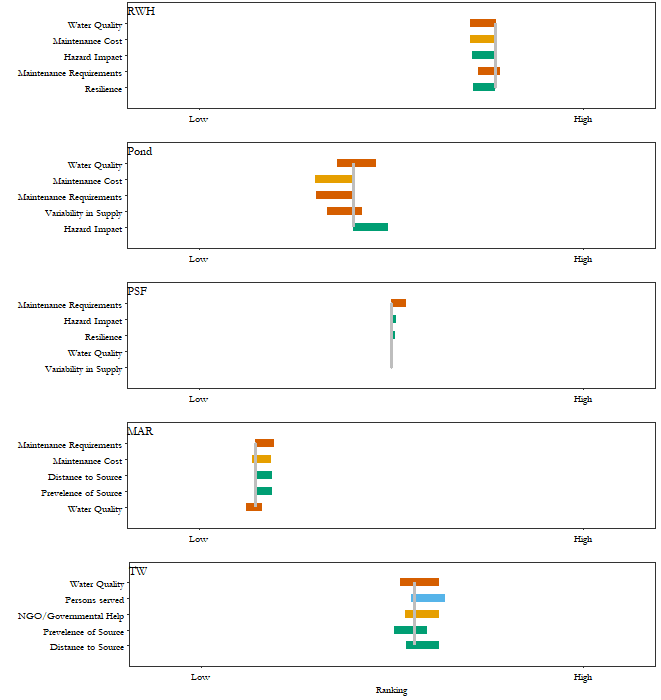 RWH
Water Quality
Maintenance Cost
Hazard Impact
Maintenance Requirements
Resilience
Low High
Pond
Water Quality
Maintenance Cost
Maintenance Requirements
Variability in Supply
Hazard Impact
Low High
PSF
Maintenance Requirements
Hazard Impact
Resilience
Water Quality
Variability in Supply
Low High
MAR
Maintenance Requirements
Maintenance Cost
Distance to Source
Prevelence of Source
Water Quality
Low High
TW
Water Quality
Persons served
NGO/Governmental Help
Prevelence of Source
Distance to Source
Low High
Ranking